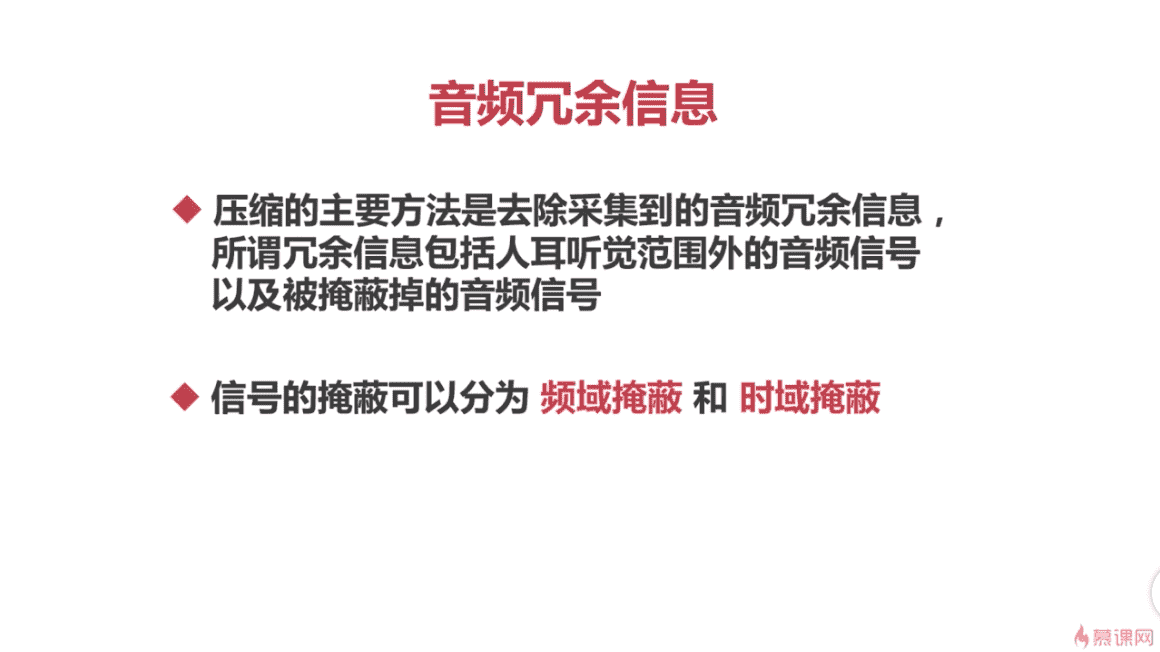 音频冗余信息
压缩的主要方法是去除采集到的音频冗余信息，
所谓冗余信息包括人耳听觉范围外的音频信号
以及被掩蔽掉的音频信号
信号的掩蔽可以分为 频域掩蔽 和 时域掩蔽
慕课网